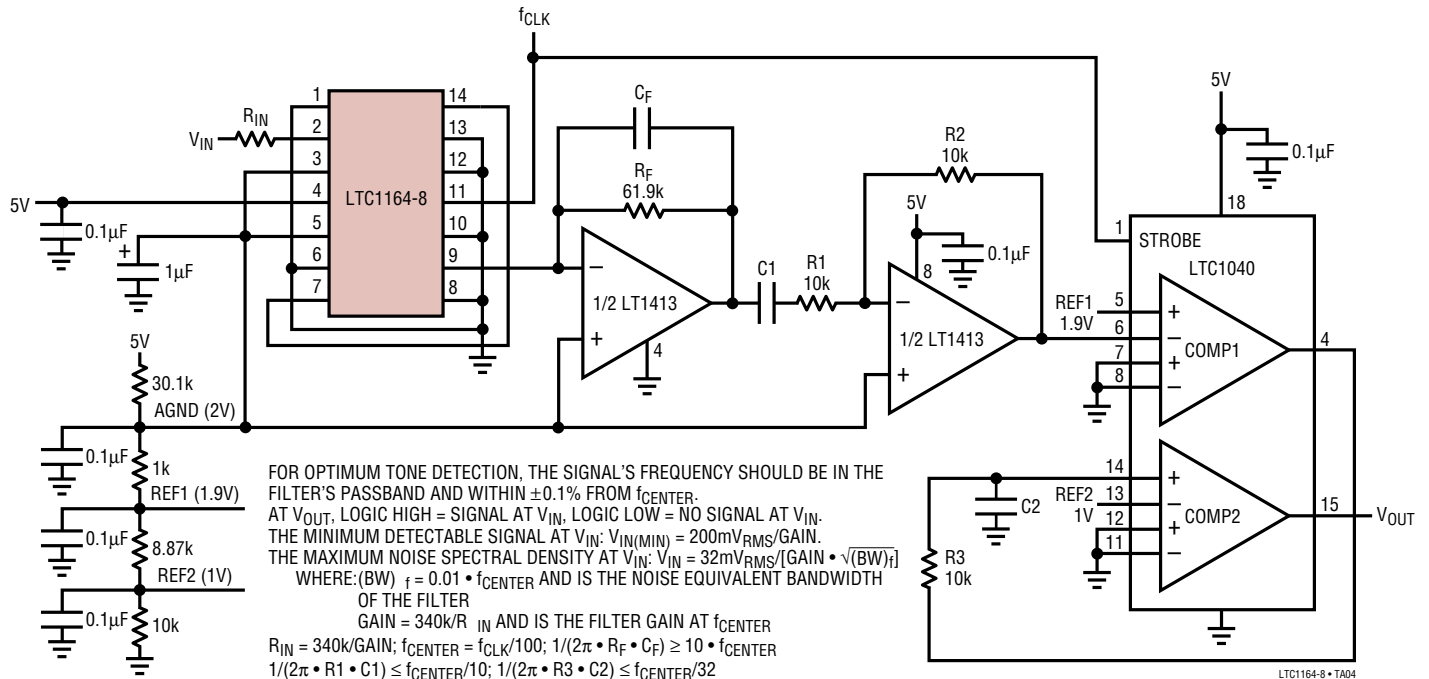 fCLK
5V
1
14
CF
RIN
2
13
R2
10k
VIN
0.1µF
3
12
RF
61.9k
LTC1164-8
4
11
5V
5V
18
0.1µF
5
10
1
STROBE
+
1µF
6
9
–
8
0.1µF
LTC1040
C1
R1
10k
7
8
1/2 LT1413
–
REF1
1.9V
5
+
6
–
COMP1
4
+
4
1/2 LT1413
7
+
8
–
5V
30.1k
+
AGND (2V)
0.1µF
1k
REF1 (1.9V)
0.1µF
8.87k
REF2 (1V)
0.1µF
10k
14
+
C2
REF2
1V
13
–
COMP2
15
VOUT
12
+
11
–
R3
10k
FOR OPTIMUM TONE DETECTION, THE SIGNAL'S FREQUENCY SHOULD BE IN THE
FILTER'S PASSBAND AND WITHIN ±0.1% FROM fCENTER.
AT VOUT, LOGIC HIGH = SIGNAL AT VIN, LOGIC LOW = NO SIGNAL AT VIN.
THE MINIMUM DETECTABLE SIGNAL AT VIN: VIN(MIN) = 200mVRMS/GAIN.
THE MAXIMUM NOISE SPECTRAL DENSITY AT VIN: VIN = 32mVRMS/[GAIN • √(BW)f]
WHERE:(BW) f = 0.01 • fCENTER AND IS THE NOISE EQUIVALENT BANDWIDTH
OF THE FILTER
GAIN = 340k/R IN AND IS THE FILTER GAIN AT fCENTER
RIN = 340k/GAIN; fCENTER = fCLK/100; 1/(2π • RF • CF) ≥ 10 • fCENTER
1/(2π • R1 • C1) ≤ fCENTER/10; 1/(2π • R3 • C2) ≤ fCENTER/32
LTC1164-8 • TA04